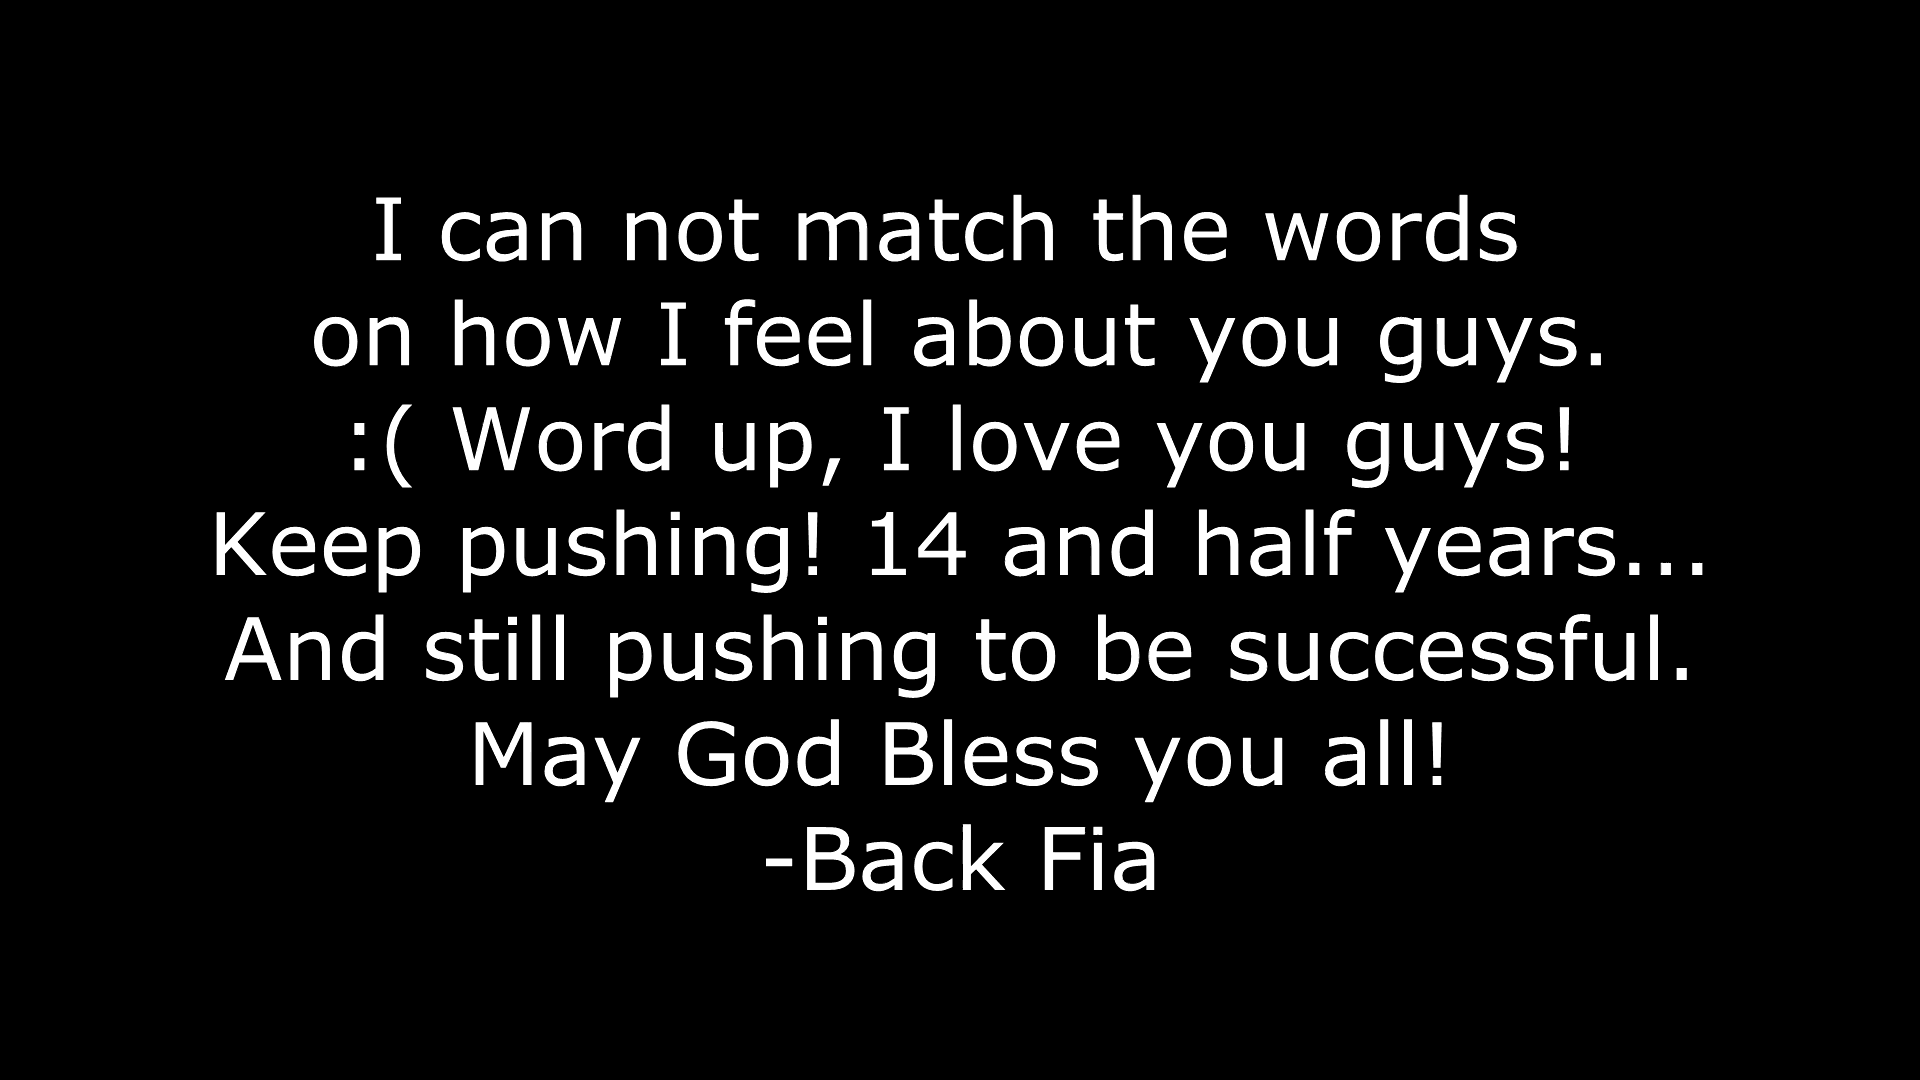 I can not match the words
on how I feel about you guys.
:( Word up, I love you guys!
Keep pushing! 14 and half years...
And still pushing to be successful.
May God Bless you all!
-Back Fia